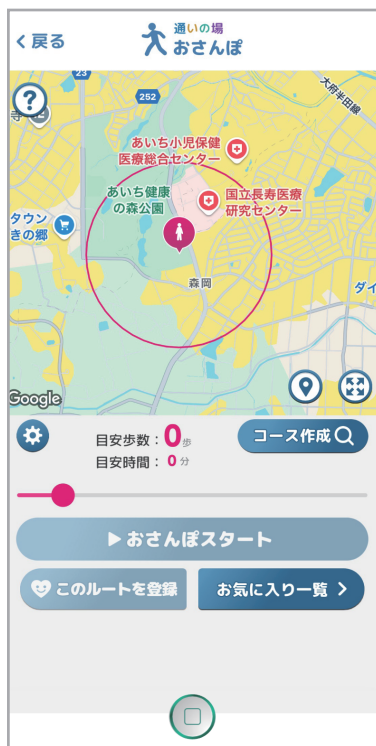 戻る
通いの場
おさんぽ
23
252
大府半田線
寺
あいち小児保健
医療総合センター
あいち健康
の森公園
国立長寿医療
研究センター
タウン
きの郷
森岡
ダイ
Google
目安歩数：0歩
目安時間：0分
コース作成
おさんぽスタート
このルートを登録
お気に入り一覧